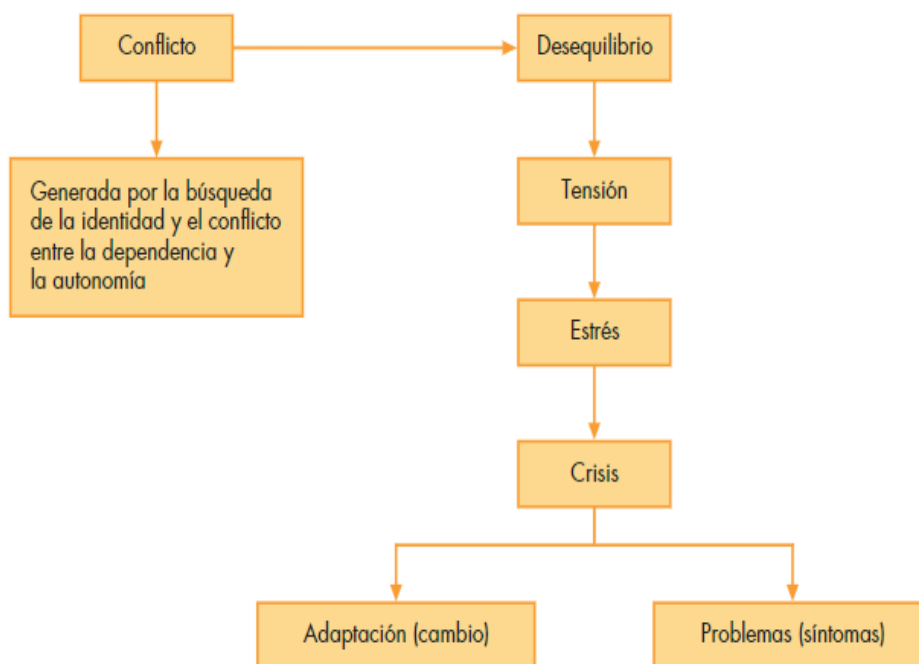 Conflicto
Desequilibrio
Generada por la búsqueda
de la identidad y el conflicto
entre la dependencia y
la autonomía
Tensión
Estrés
Crisis
Adaptación (cambio)
Problemas (síntomas)